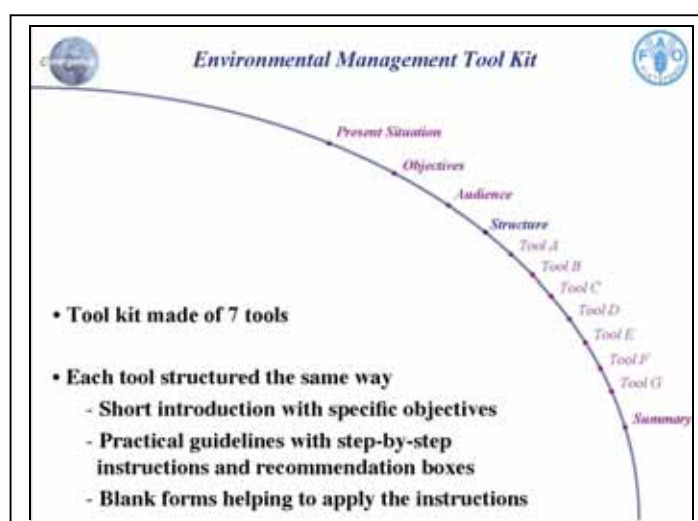 Environmental Management Tool Kit
F A O
Present Situation
Objectives
Audience
Structure
Tool A
Tool B
Tool C
Tool D
Tool E
Tool F
Tool G
Summary
• Tool kit made of 7 tools
• Each tool structured the same way
- Short introduction with specific objectives
- Practical guidelines with step-by-step
instructions and recommendation boxes
- Blank forms helping to apply the instructions